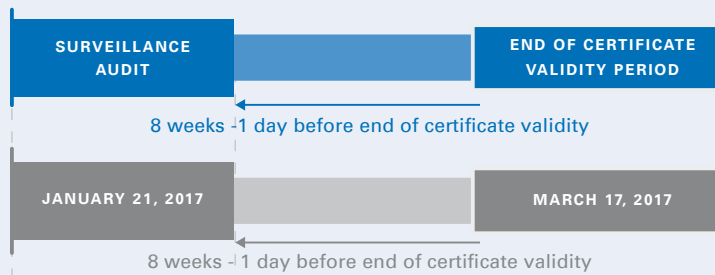 SURVEILLANCE
AUDIT
END OF CERTIFICATE
VALIDITY PERIOD
8 weeks -1 day before end of certificate validity
JANUARY 21, 2017
MARCH 17, 2017
8 weeks - 1 day before end of certificate validity